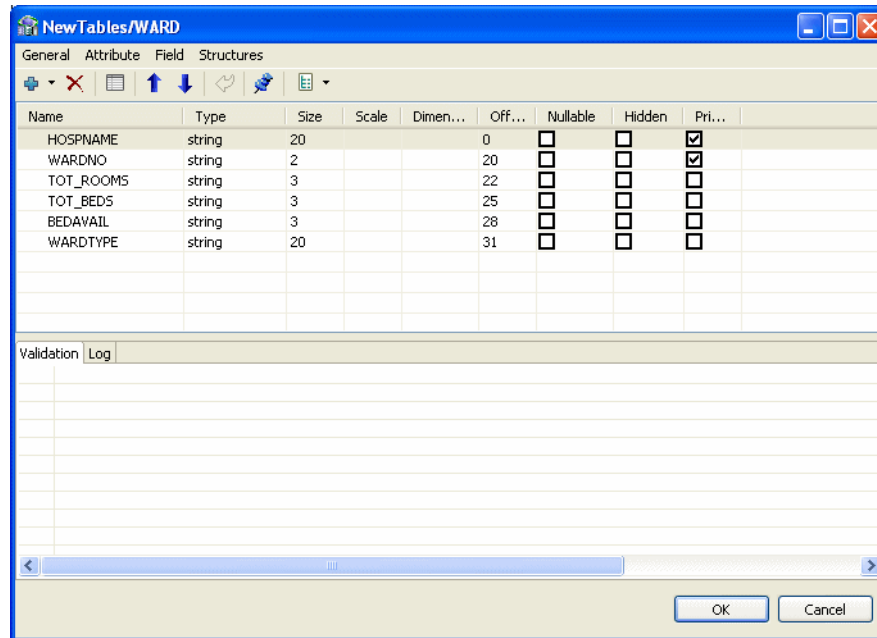 NewTables/WARD
General Attribute Field Structures
Name Type Size Scale Dimen... Off... Nullable Hidden Pri...
HOSPNAME string 20 0
WARDNO string 2 20
TOT_ROOMS string 3 22
TOT_BEDS string 3 25
BEDAVAIL string 3 28
WARDTYPE string 20 31
Validation Log
OK Cancel